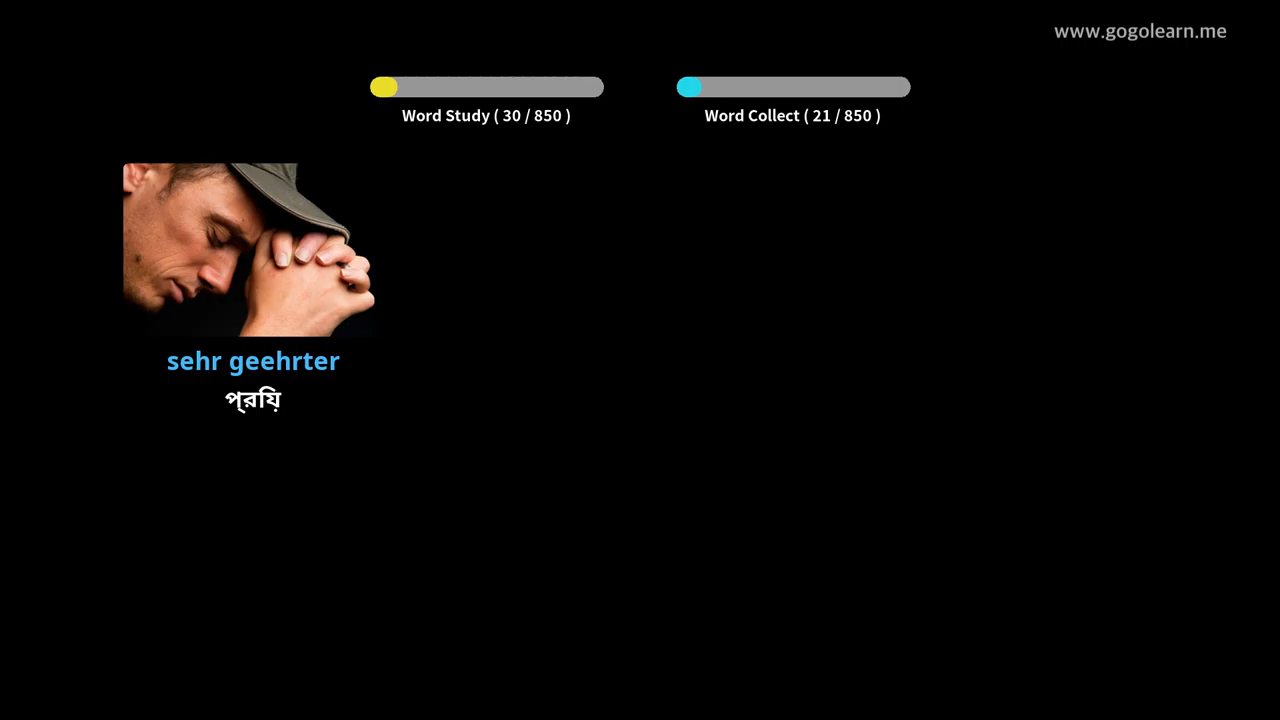 www.gogolearn.me
Word Study ( 30 / 850 )
Word Collect ( 21 / 850 )
sehr geehrter
প্রিয়